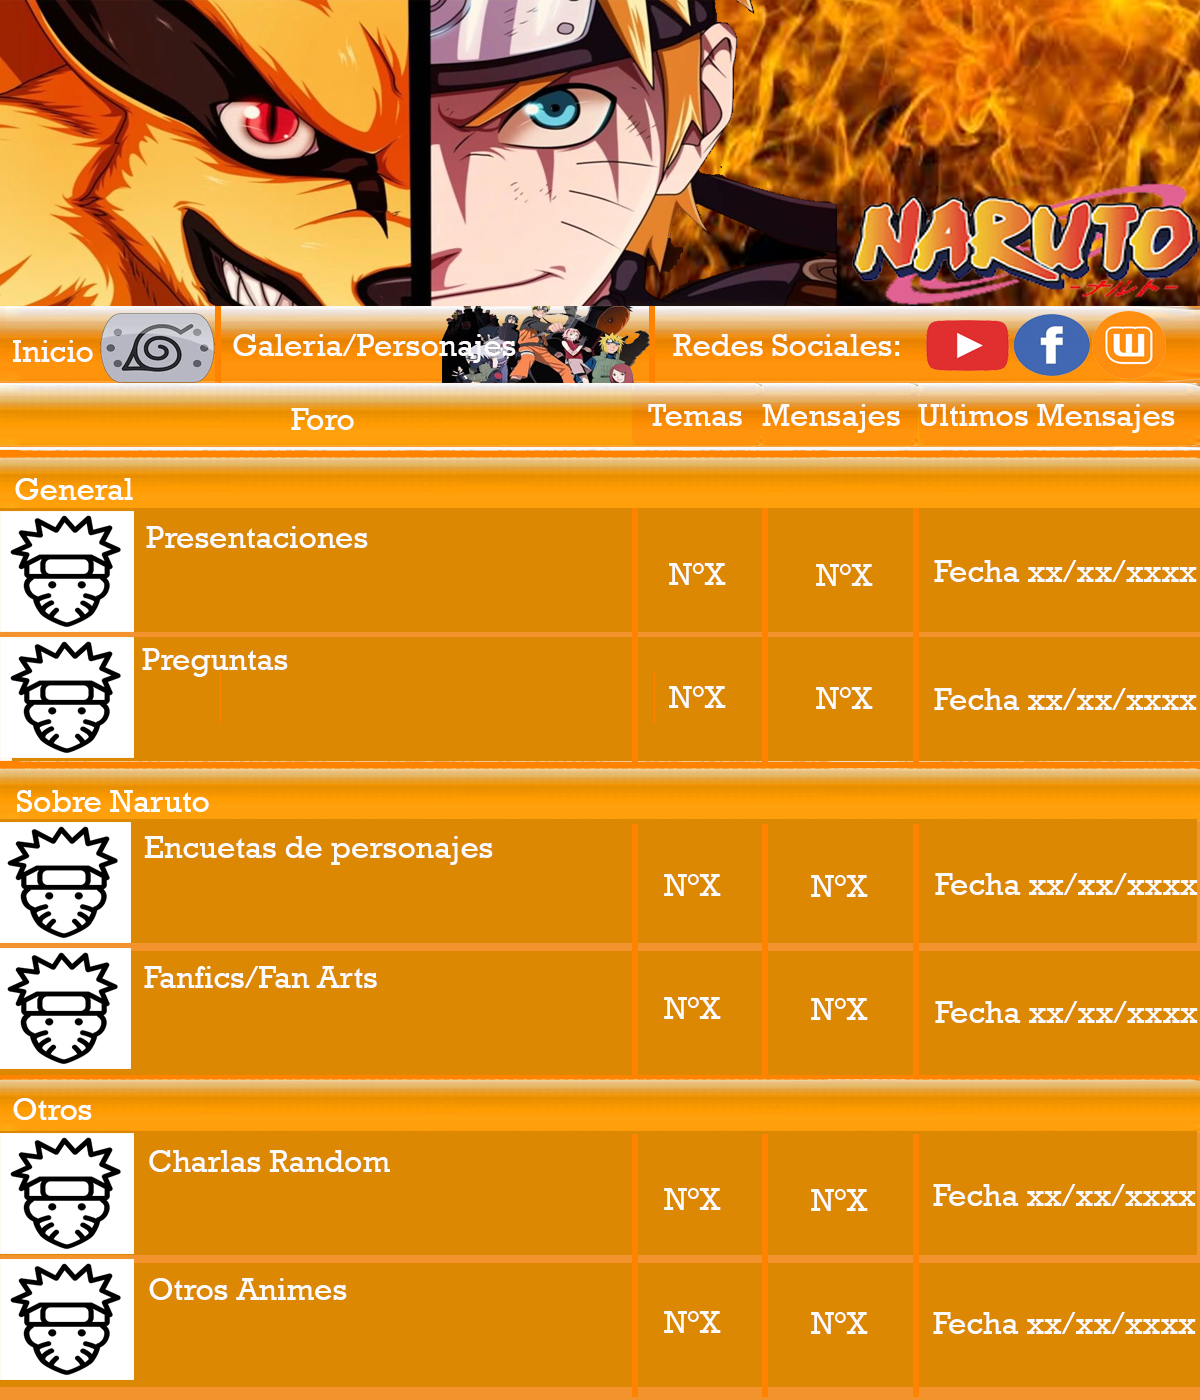 NARUTO
-ナルト-
Inicio
Galeria/Personajes
Redes Sociales:
f
W
Foro
Temas
Mensajes
Ultimos Mensajes
General
Presentaciones
N°X
N°X
Fecha xx/xx/xxxx
Preguntas
N°X
N°X
Fecha xx/xx/xxxx
Sobre Naruto
Encuetas de personajes
N°X
N°X
Fecha xx/xx/xxxx
Fanfics/Fan Arts
N°X
N°X
Fecha xx/xx/xxxx
Otros
Charlas Random
N°X
N°X
Fecha xx/xx/xxxx
Otros Animes
N°X
N°X
Fecha xx/xx/xxxx